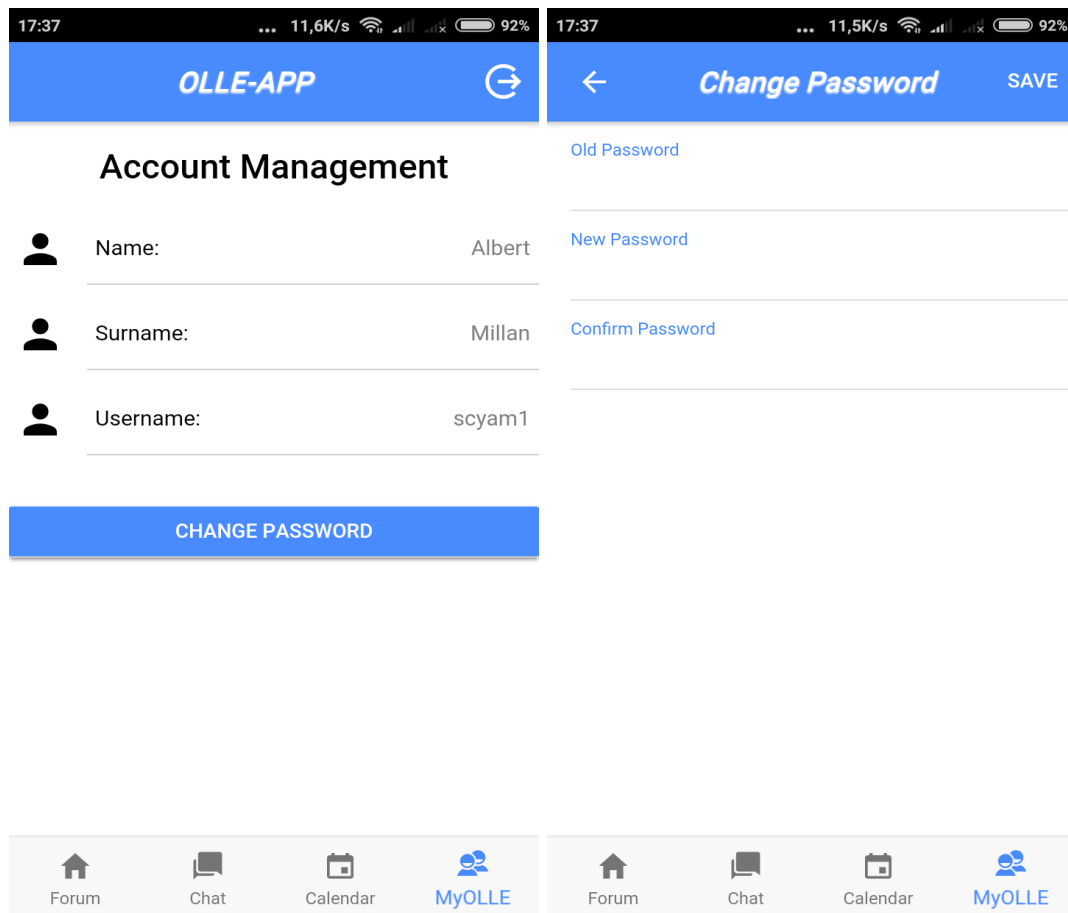 17:37 ... 11,6K/s 92%
OLLE-APP
Account Management
Name: Albert
Surname: Millan
Username: scyam1
CHANGE PASSWORD
Forum Chat Calendar MyOLLE
17:37 ... 11,5K/s 92%
Change Password SAVE
Old Password
New Password
Confirm Password
Forum Chat Calendar MyOLLE